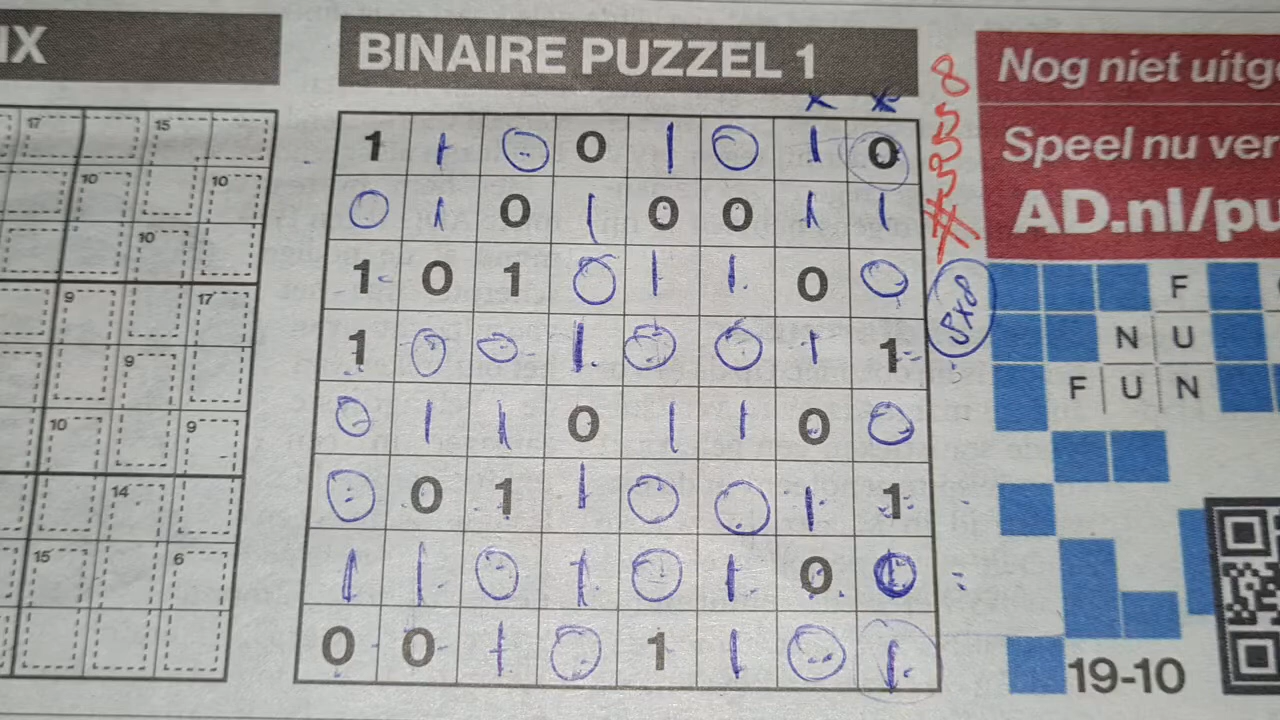 IX
BINAIRE PUZZEL 1
Nog niet uitge
Speel nu ver
AD.nl/pu
17 15
10 10
10
9 17
9
10 9
14
15 6
1 1 0 0 1 0 1 0
0 1 0 1 0 0 1 1
1 0 1 0 1 1 0 0
1 0 0 1 0 0 1 1
0 1 1 0 1 1 0 0
0 0 1 1 0 0 1 1
1 1 0 1 0 1 0 0
0 0 1 0 1 1 0 1
F
N U
F U N
19-10